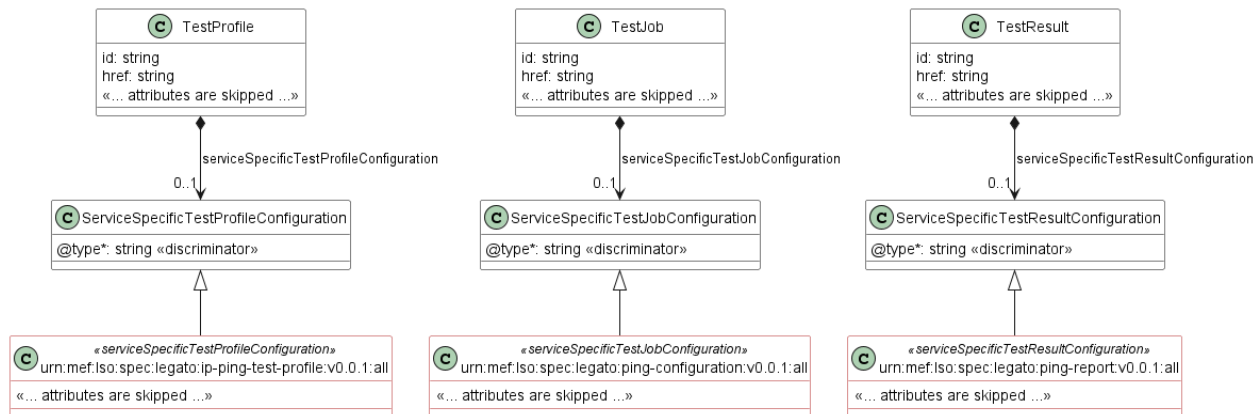 C TestProfile
id: string
href: string
«... attributes are skipped ...»
serviceSpecificTestProfileConfiguration
0..1
C ServiceSpecificTestProfileConfiguration
@type*: string «discriminator»
C «serviceSpecificTestProfileConfiguration»
urn:mef:lso:spec:legato:ip-ping-test-profile:v0.0.1:all
«... attributes are skipped ...»
C TestJob
id: string
href: string
«... attributes are skipped ...»
serviceSpecificTestJobConfiguration
0..1
C ServiceSpecificTestJobConfiguration
@type*: string «discriminator»
C «serviceSpecificTestJobConfiguration»
urn:mef:lso:spec:legato:ping-configuration:v0.0.1:all
«... attributes are skipped ...»
C TestResult
id: string
href: string
«... attributes are skipped ...»
serviceSpecificTestResultConfiguration
0..1
C ServiceSpecificTestResultConfiguration
@type*: string «discriminator»
C «serviceSpecificTestResultConfiguration»
urn:mef:lso:spec:legato:ping-report:v0.0.1:all
«... attributes are skipped ...»